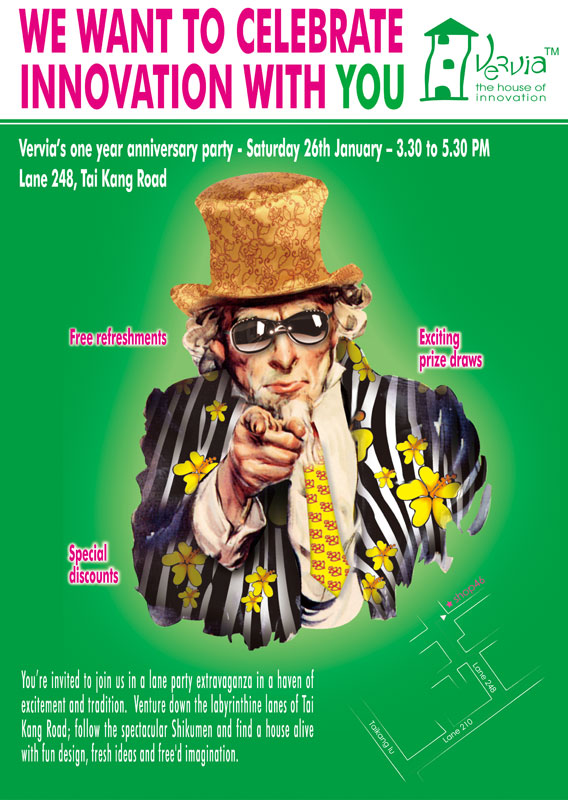 WE WANT TO CELEBRATE
INNOVATION WITH YOU
Vervia™
the house of
innovation
Vervia's one year anniversary party - Saturday 26th January – 3.30 to 5.30 PM
Lane 248, Tai Kang Road
Free refreshments
Exciting
prize draws
Special
discounts
You're invited to join us in a lane party extravaganza in a haven of
excitement and tradition. Venture down the labyrinthine lanes of Tai
Kang Road; follow the spectacular Shikumen and find a house alive
with fun design, fresh ideas and free'd imagination.
shop46
Lane 248
Lane 210
Taikang lu